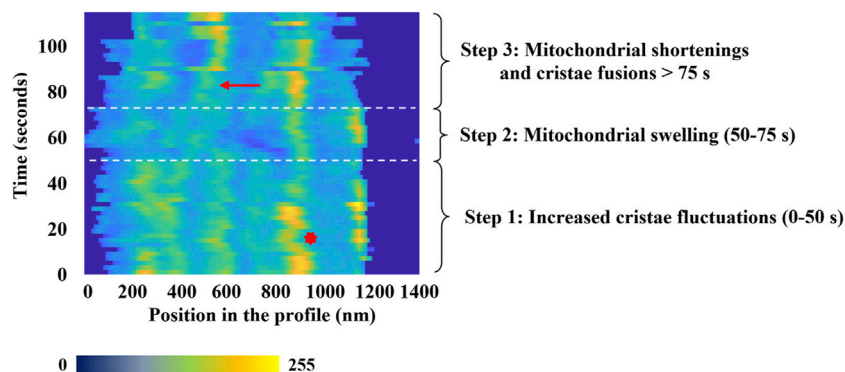 100
80
60
40
20
0
Time (seconds)
0 200 400 600 800 1000 1200 1400
Position in the profile (nm)
Step 3: Mitochondrial shortenings
and cristae fusions > 75 s
Step 2: Mitochondrial swelling (50-75 s)
Step 1: Increased cristae fluctuations (0-50 s)
0 255